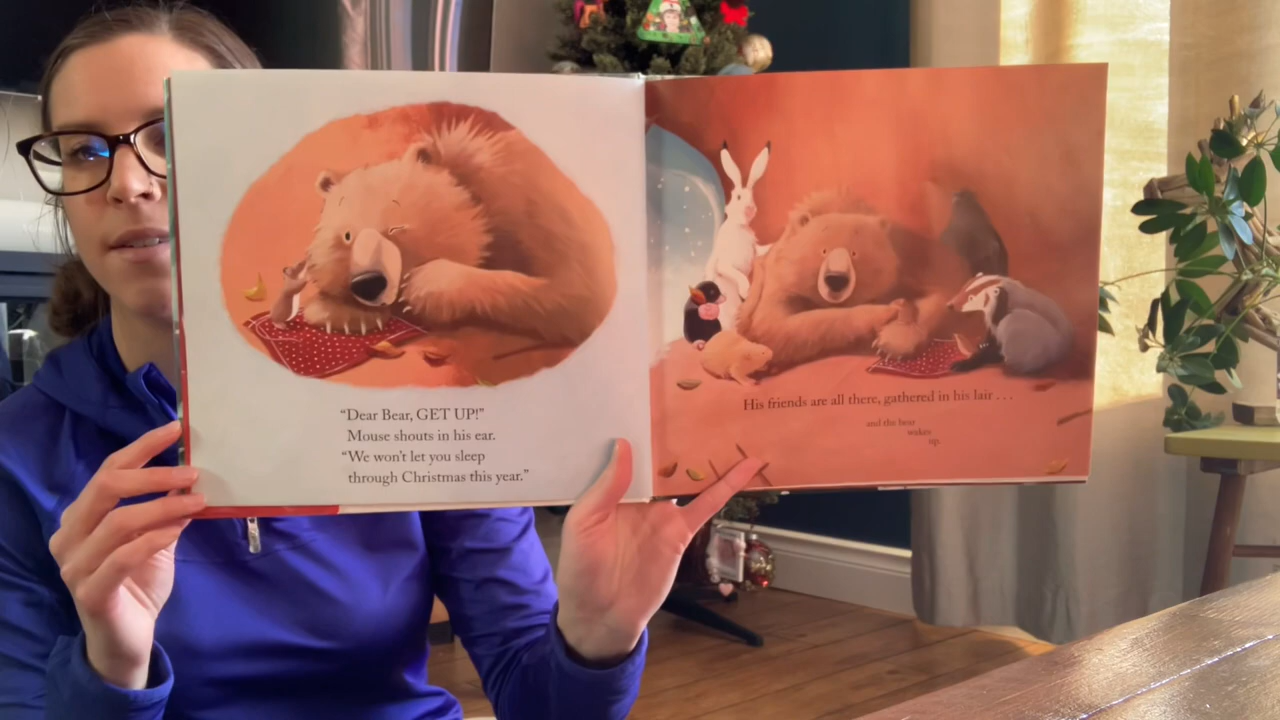 “Dear Bear, GET UP!”
Mouse shouts in his ear.
“We won’t let you sleep
through Christmas this year.”
His friends are all there, gathered in his lair . . .
and the bear
wakes
up.